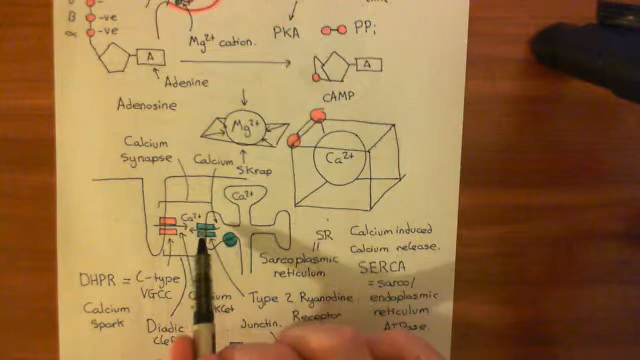 β -ve
α -ve
Mg²⁺ cation.
PKA
PPi
A
A
Adenine
Adenosine
cAMP
Mg²⁺
Ca²⁺
Calcium
Synapse
Calcium
Skrap
Ca²⁺
Ca²⁺
SR
=
Sarcoplasmic
reticulum
Calcium induced
Calcium release.
SERCA
= sarco/
endoplasmic
reticulum
ATPase.
DHPR = L-type
VGCC
Calcium
Spark
Diadic
Cleft
Type 2 Ryanodine
Receptor
Junctin.